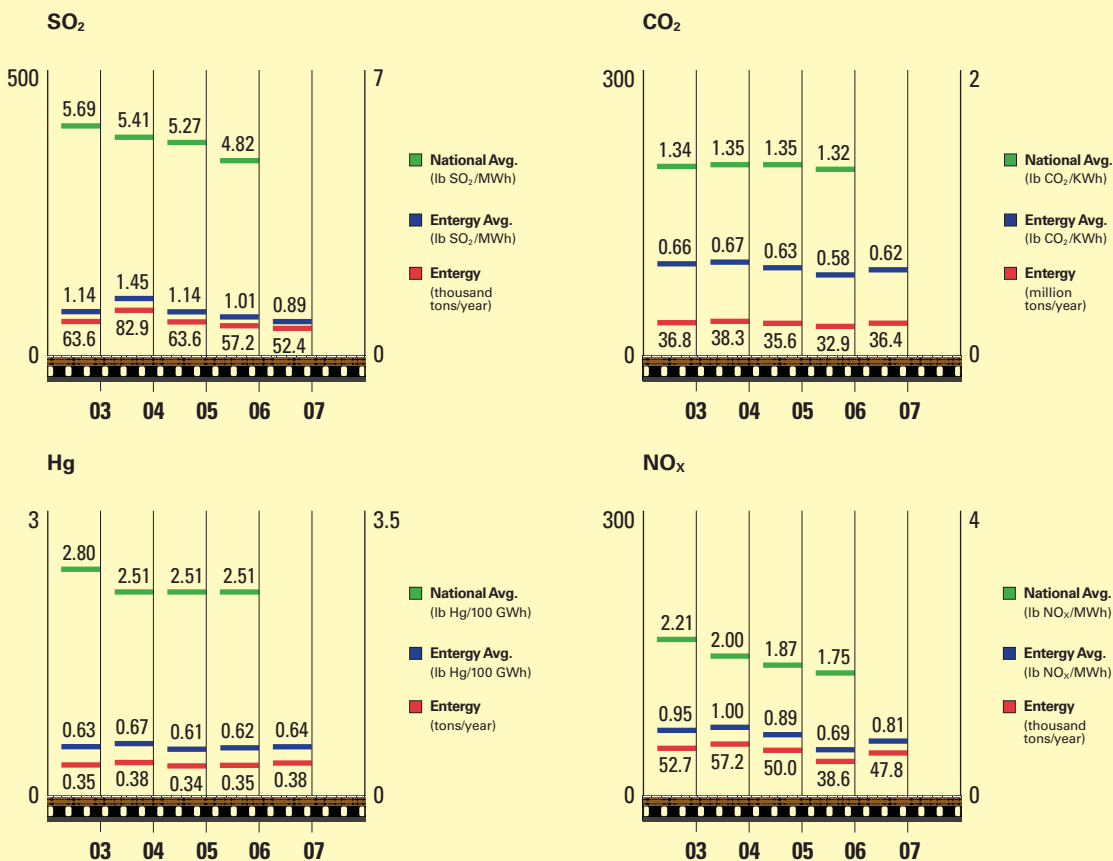 SO₂
500
7
5.69
5.41
5.27
4.82
1.14
1.45
1.14
1.01
0.89
63.6
82.9
63.6
57.2
52.4
0
0
03 04 05 06 07
National Avg.
(lb SO₂/MWh)
Entergy Avg.
(lb SO₂/MWh)
Entergy
(thousand
tons/year)
CO₂
300
2
1.34
1.35
1.35
1.32
0.66
0.67
0.63
0.58
0.62
36.8
38.3
35.6
32.9
36.4
0
0
03 04 05 06 07
National Avg.
(lb CO₂/KWh)
Entergy Avg.
(lb CO₂/KWh)
Entergy
(million
tons/year)
Hg
3
3.5
2.80
2.51
2.51
2.51
0.63
0.67
0.61
0.62
0.64
0.35
0.38
0.34
0.35
0.38
0
0
03 04 05 06 07
National Avg.
(lb Hg/100 GWh)
Entergy Avg.
(lb Hg/100 GWh)
Entergy
(tons/year)
NOₓ
300
4
2.21
2.00
1.87
1.75
0.95
1.00
0.89
0.69
0.81
52.7
57.2
50.0
38.6
47.8
0
0
03 04 05 06 07
National Avg.
(lb NOₓ/MWh)
Entergy Avg.
(lb NOₓ/MWh)
Entergy
(thousand
tons/year)